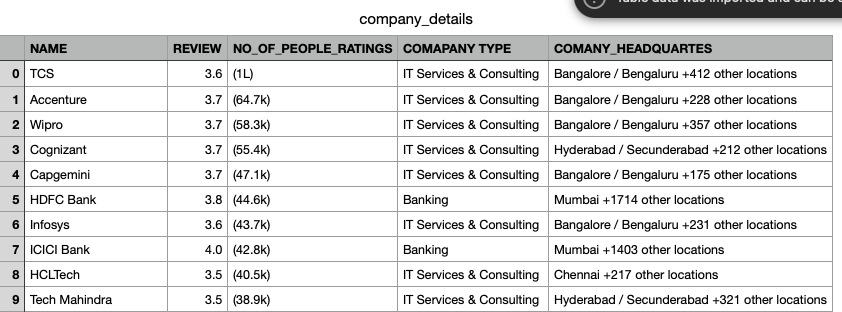 Table data was imported and can be
company_details
NAME REVIEW NO_OF_PEOPLE_RATINGS COMAPANY TYPE COMANY_HEADQUARTES
0 TCS 3.6 (1L) IT Services & Consulting Bangalore / Bengaluru +412 other locations
1 Accenture 3.7 (64.7k) IT Services & Consulting Bangalore / Bengaluru +228 other locations
2 Wipro 3.7 (58.3k) IT Services & Consulting Bangalore / Bengaluru +357 other locations
3 Cognizant 3.7 (55.4k) IT Services & Consulting Hyderabad / Secunderabad +212 other locations
4 Capgemini 3.7 (47.1k) IT Services & Consulting Bangalore / Bengaluru +175 other locations
5 HDFC Bank 3.8 (44.6k) Banking Mumbai +1714 other locations
6 Infosys 3.6 (43.7k) IT Services & Consulting Bangalore / Bengaluru +231 other locations
7 ICICI Bank 4.0 (42.8k) Banking Mumbai +1403 other locations
8 HCLTech 3.5 (40.5k) IT Services & Consulting Chennai +217 other locations
9 Tech Mahindra 3.5 (38.9k) IT Services & Consulting Hyderabad / Secunderabad +321 other locations